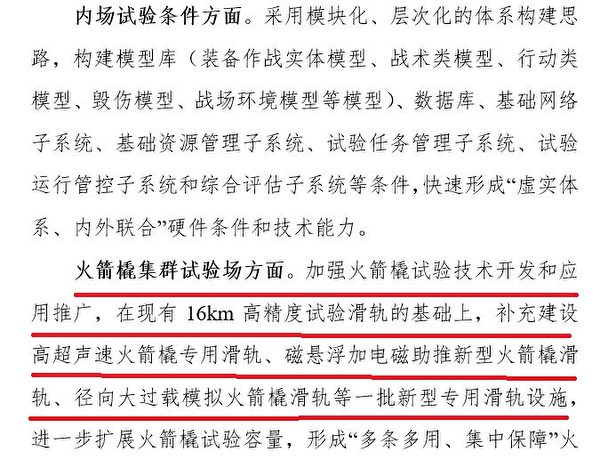 内场试验条件方面。采用模块化、层次化的体系构建思
路，构建模型库（装备作战实体模型、战术类模型、行动类
模型、毁伤模型、战场环境模型等模型）、数据库、基础网络
子系统、基础资源管理子系统、试验任务管理子系统、试验
运行管控子系统和综合评估子系统等条件，快速形成“虚实体
系、内外联合”硬件条件和技术能力。
火箭橇集群试验场方面。加强火箭橇试验技术开发和应
用推广，在现有 16km 高精度试验滑轨的基础上，补充建设
高超声速火箭橇专用滑轨、磁悬浮加电磁助推新型火箭橇滑
轨、径向大过载模拟火箭橇滑轨等一批新型专用滑轨设施，
进一步扩展火箭橇试验容量，形成“多条多用、集中保障”火